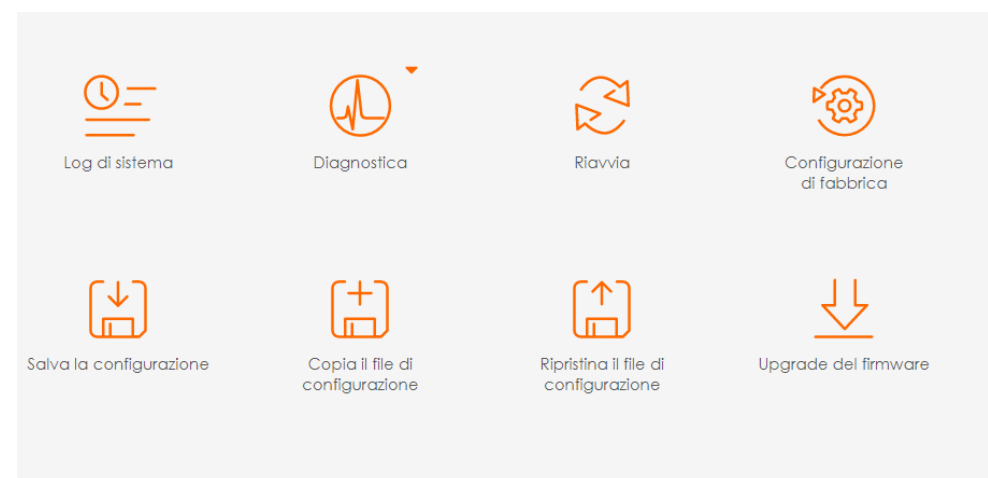 Log di sistema
Diagnostica
Riavvia
Configurazione
di fabbrica
Salva la configurazione
Copia il file di
configurazione
Ripristina il file di
configurazione
Upgrade del firmware